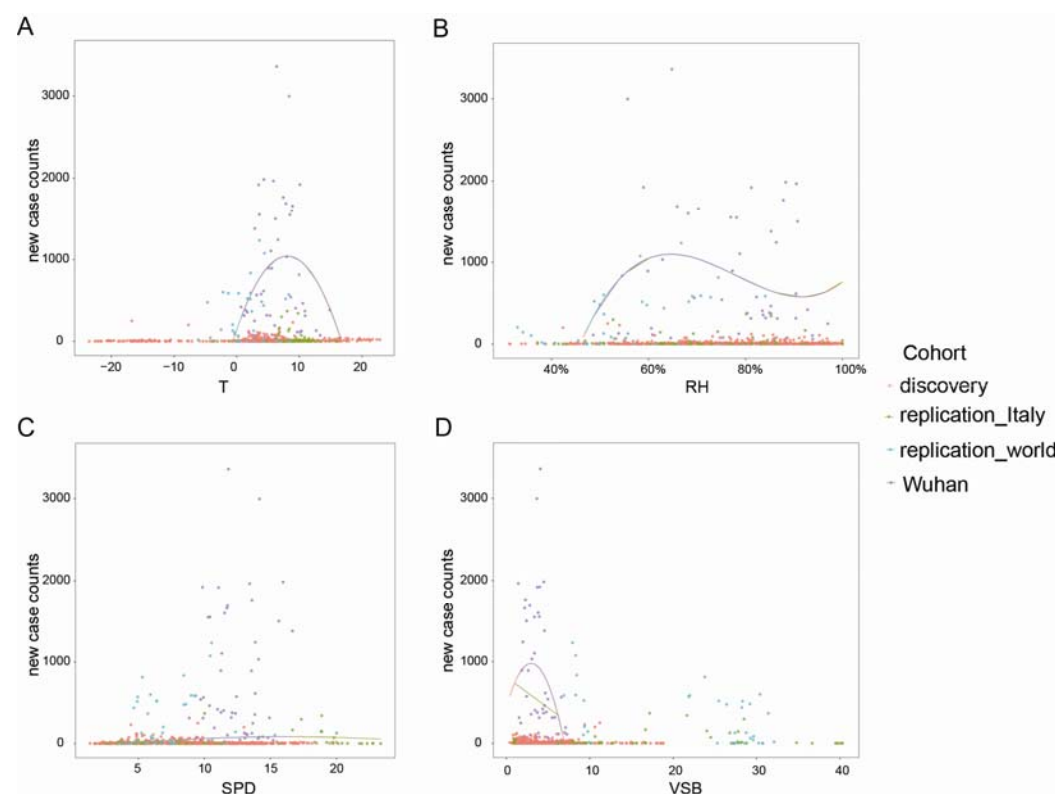 A
new case counts
3000
2000
1000
0
−20
−10
0
10
20
T
B
new case counts
3000
2000
1000
0
40%
60%
80%
100%
RH
C
new case counts
3000
2000
1000
0
5
10
15
20
SPD
D
new case counts
3000
2000
1000
0
0
10
20
30
40
VSB
Cohort
discovery
replication_Italy
replication_world
Wuhan